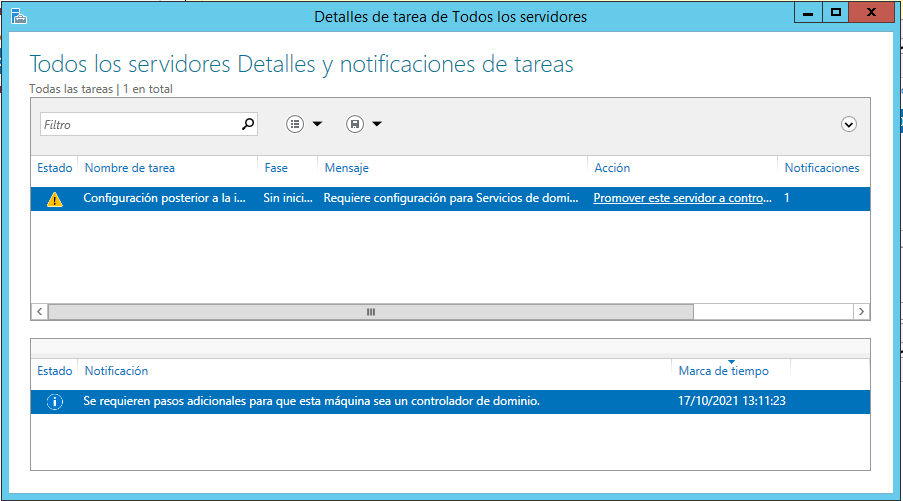 Detalles de tarea de Todos los servidores
Todos los servidores Detalles y notificaciones de tareas
Todas las tareas | 1 en total
Filtro
Estado Nombre de tarea Fase Mensaje Acción Notificaciones
Configuración posterior a la i... Sin inici... Requiere configuración para Servicios de domi... Promover este servidor a contro... 1
Estado Notificación Marca de tiempo
Se requieren pasos adicionales para que esta máquina sea un controlador de dominio. 17/10/2021 13:11:23